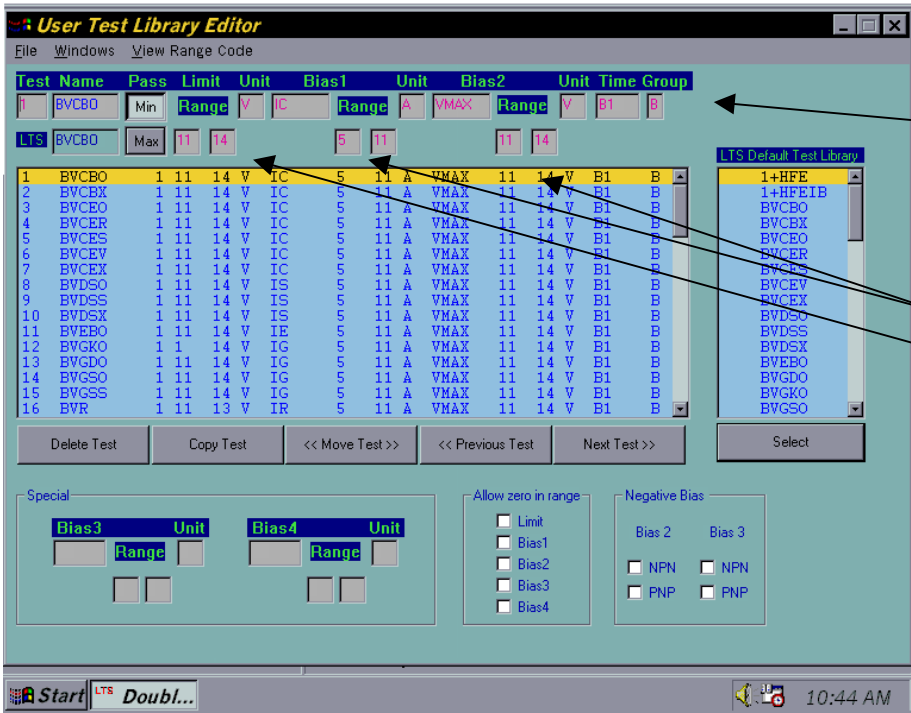 User Test Library Editor
File Windows View Range Code
Test Name Pass Limit Unit Bias1 Unit Bias2 Unit Time Group
1 BVCBO Min Range V IC Range A VMAX Range V B1 B
LTS BVCBO Max 11 14 5 11 11 14
1 BVCBO 1 11 14 V IC 5 11 A VMAX 11 14 V B1 B
2 BVCBX 1 11 14 V IC 5 11 A VMAX 11 14 V B1 B
3 BVCEO 1 11 14 V IC 5 11 A VMAX 11 14 V B1 B
4 BVCER 1 11 14 V IC 5 11 A VMAX 11 14 V B1 B
5 BVCES 1 11 14 V IC 5 11 A VMAX 11 14 V B1 B
6 BVCEV 1 11 14 V IC 5 11 A VMAX 11 14 V B1 B
7 BVCEX 1 11 14 V IC 5 11 A VMAX 11 14 V B1 B
8 BVDSO 1 11 14 V IS 5 11 A VMAX 11 14 V B1 B
9 BVDSS 1 11 14 V IS 5 11 A VMAX 11 14 V B1 B
10 BVDSX 1 11 14 V IS 5 11 A VMAX 11 14 V B1 B
11 BVEBO 1 11 14 V IE 5 11 A VMAX 11 14 V B1 B
12 BVGKO 1 1 14 V IG 5 11 A VMAX 11 14 V B1 B
13 BVGDO 1 11 14 V IG 5 11 A VMAX 11 14 V B1 B
14 BVGSO 1 11 14 V IG 5 11 A VMAX 11 14 V B1 B
15 BVGSS 1 11 14 V IG 5 11 A VMAX 11 14 V B1 B
16 BVR 1 11 13 V IR 5 11 A VMAX 11 14 V B1 B
LTS Default Test Library
1+HFE
1+HFEIB
BVCBO
BVCBX
BVCEO
BVCER
BVCES
BVCEV
BVCEX
BVDSO
BVDSS
BVDSX
BVEBO
BVGDO
BVGKO
BVGSO
Delete Test Copy Test << Move Test >> << Previous Test Next Test >> Select
Special
Bias3 Unit Bias4 Unit
Range Range
Allow zero in range
Limit
Bias1
Bias2
Bias3
Bias4
Negative Bias
Bias 2 Bias 3
NPN NPN
PNP PNP
Start LTS Doubl... 10:44 AM